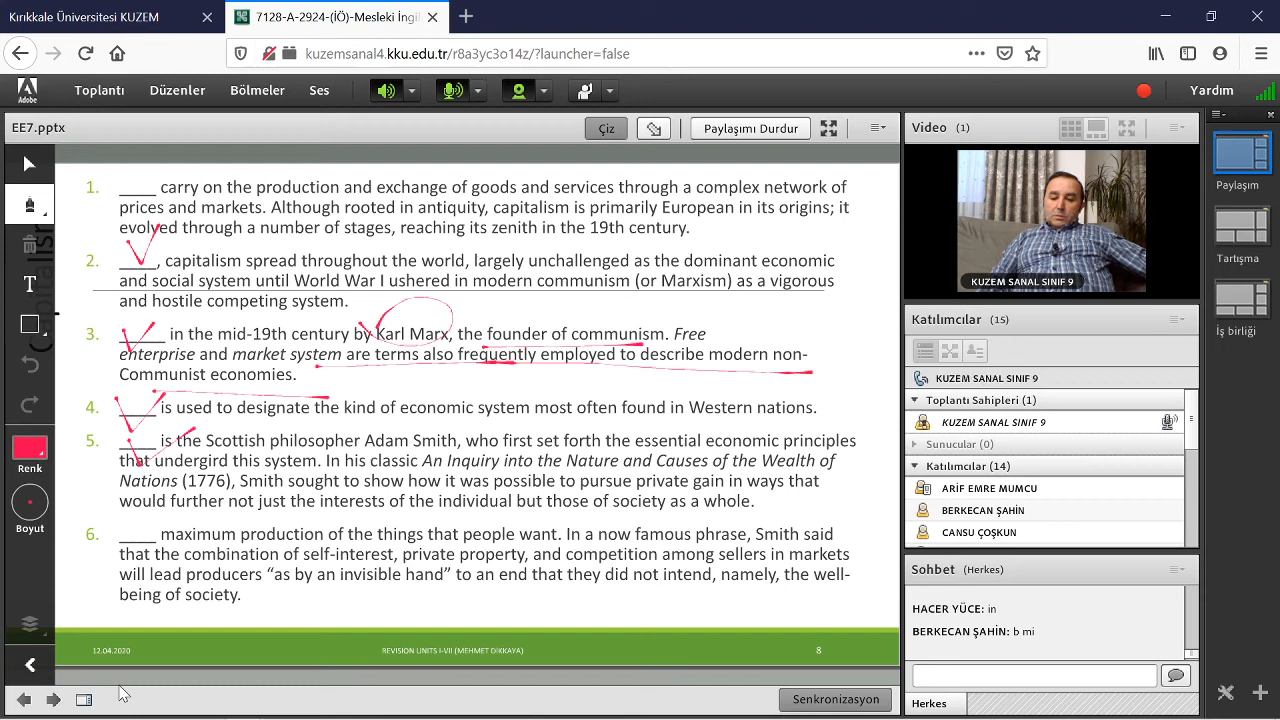 Kırıkkale Üniversitesi KUZEM
7128-A-2924-(İÖ)-Mesleki İngil
kuzemsanal4.kku.edu.tr/r8a3yc3o14z/?launcher=false
Adobe
Toplantı
Düzenler
Bölmeler
Ses
Yardım
EE7.pptx
Çiz
Paylaşımı Durdur
Renk
Boyut
1. ____ carry on the production and exchange of goods and services through a complex network of
prices and markets. Although rooted in antiquity, capitalism is primarily European in its origins; it
evolved through a number of stages, reaching its zenith in the 19th century.
2. ____, capitalism spread throughout the world, largely unchallenged as the dominant economic
and social system until World War I ushered in modern communism (or Marxism) as a vigorous
and hostile competing system.
3. _____ in the mid-19th century by Karl Marx, the founder of communism. Free
enterprise and market system are terms also frequently employed to describe modern non-
Communist economies.
4. ____ is used to designate the kind of economic system most often found in Western nations.
5. ____ is the Scottish philosopher Adam Smith, who first set forth the essential economic principles
that undergird this system. In his classic An Inquiry into the Nature and Causes of the Wealth of
Nations (1776), Smith sought to show how it was possible to pursue private gain in ways that
would further not just the interests of the individual but those of society as a whole.
6. ____ maximum production of the things that people want. In a now famous phrase, Smith said
that the combination of self-interest, private property, and competition among sellers in markets
will lead producers “as by an invisible hand” to an end that they did not intend, namely, the well-
being of society.
12.04.2020
REVISION UNITS I-VII (MEHMET DİKKAYA)
8
Senkronizasyon
Video (1)
KUZEM SANAL SINIF 9
Katılımcılar (15)
KUZEM SANAL SINIF 9
Toplantı Sahipleri (1)
KUZEM SANAL SINIF 9
Sunucular (0)
Katılımcılar (14)
ARİF EMRE MUMCU
BERKECAN ŞAHİN
CANSU ÇOŞKUN
Sohbet (Herkes)
HACER YÜCE: in
BERKECAN ŞAHİN: b mi
Herkes
Paylaşım
Tartışma
İş birliği